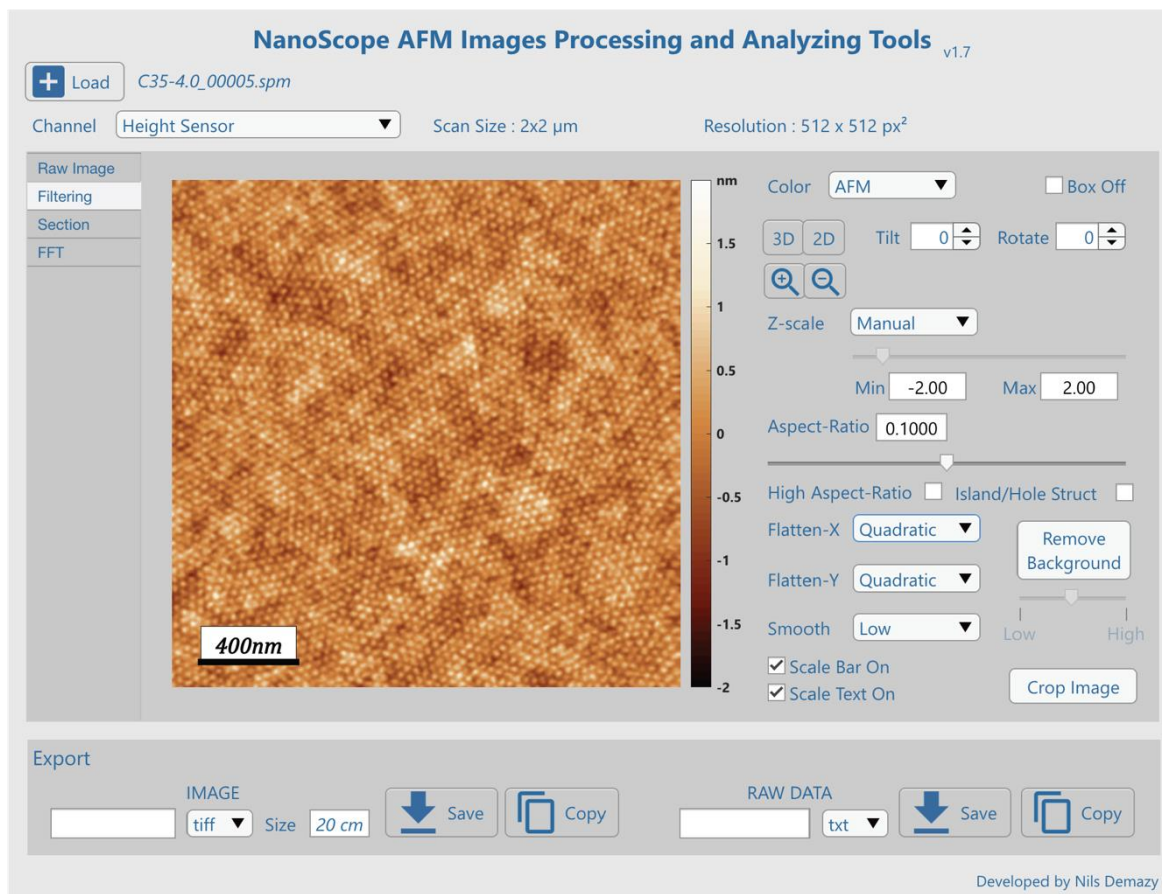 NanoScope AFM Images Processing and Analyzing Tools v1.7
Load C35-4.0_00005.spm
Channel Height Sensor Scan Size : 2x2 µm Resolution : 512 x 512 px²
Raw Image
Filtering
Section
FFT
400nm
nm
1.5
1
0.5
0
-0.5
-1
-1.5
-2
Color AFM Box Off
3D 2D Tilt 0 Rotate 0
Z-scale Manual
Min -2.00 Max 2.00
Aspect-Ratio 0.1000
High Aspect-Ratio Island/Hole Struct
Flatten-X Quadratic
Remove
Background
Flatten-Y Quadratic
Smooth Low
Low High
Scale Bar On
Scale Text On
Crop Image
Export
IMAGE
tiff Size 20 cm Save Copy
RAW DATA
txt Save Copy
Developed by Nils Demazy